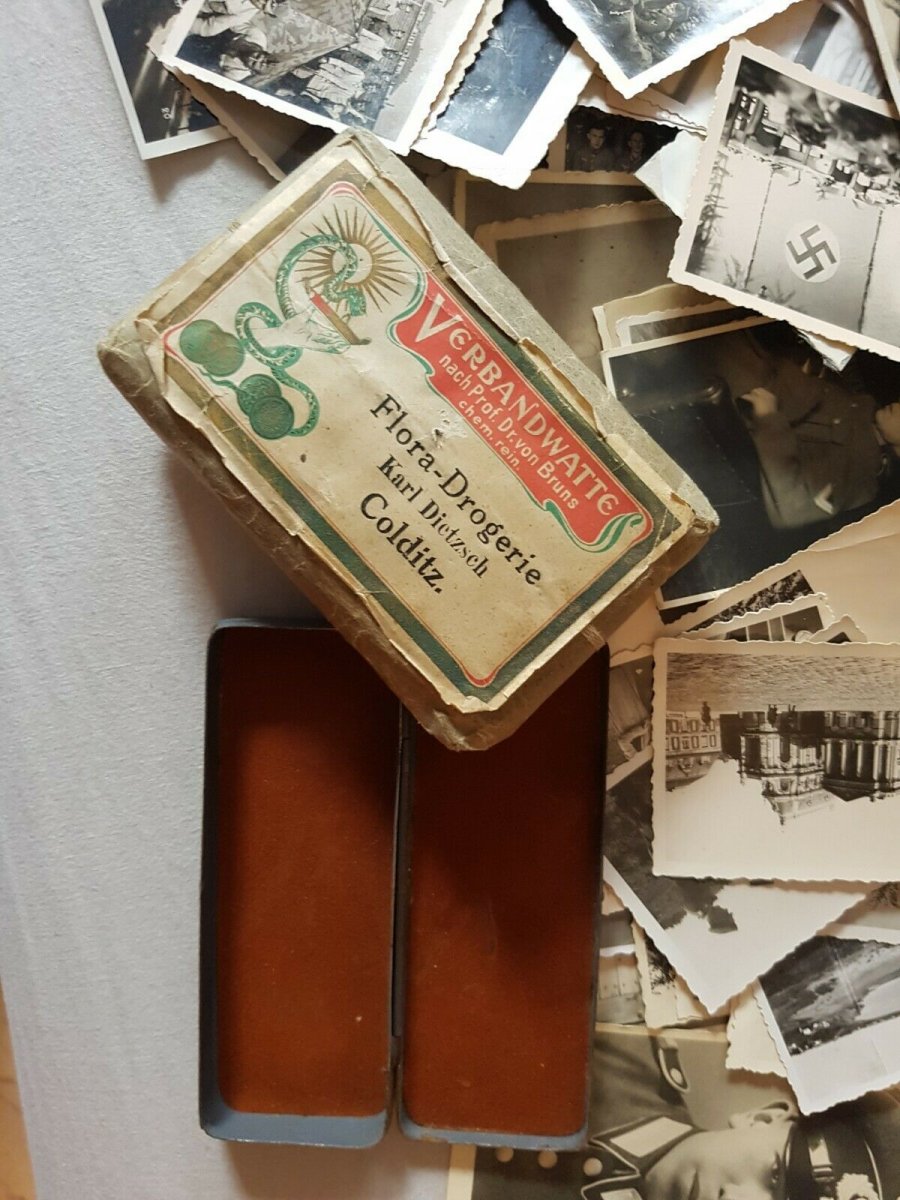 VERBANDWATTE
nach Prof. Dr. von Bruns
chem. rein.
Flora-Drogerie
Karl Dietzsch
Colditz.